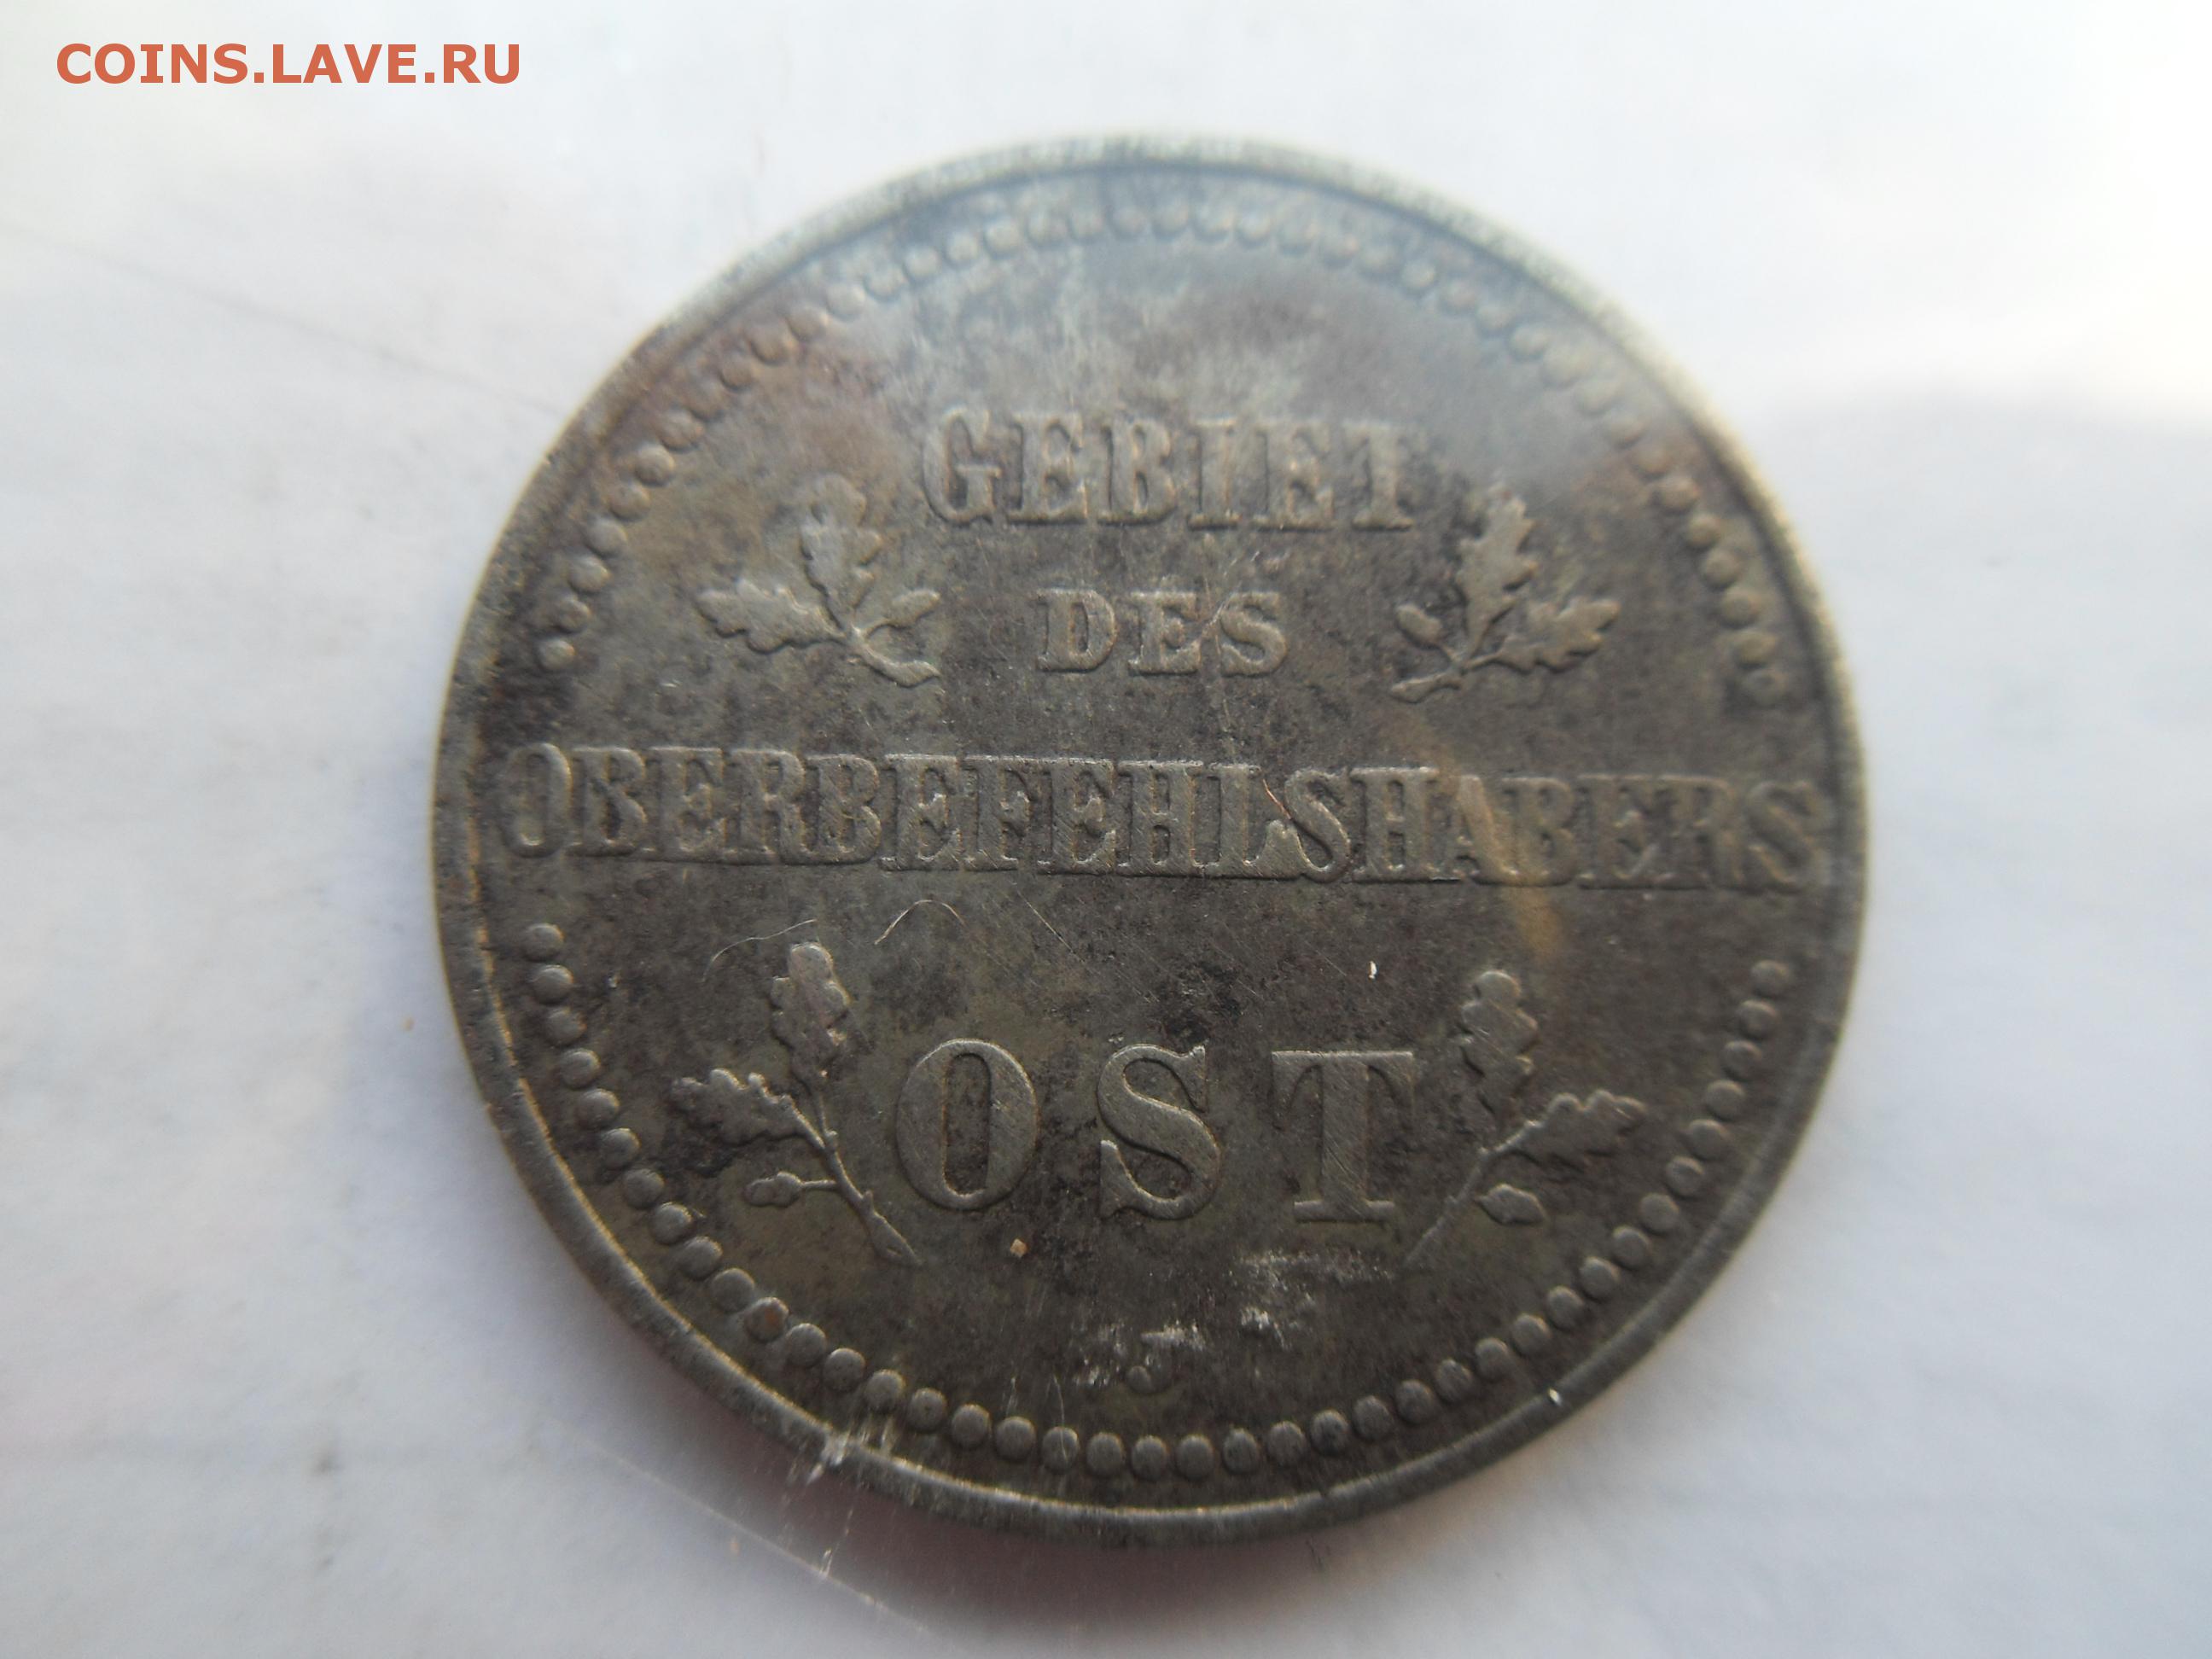 COINS.LAVE.RU
GEBIET
DES
OBERBEFEHLSHABERS
OST
J